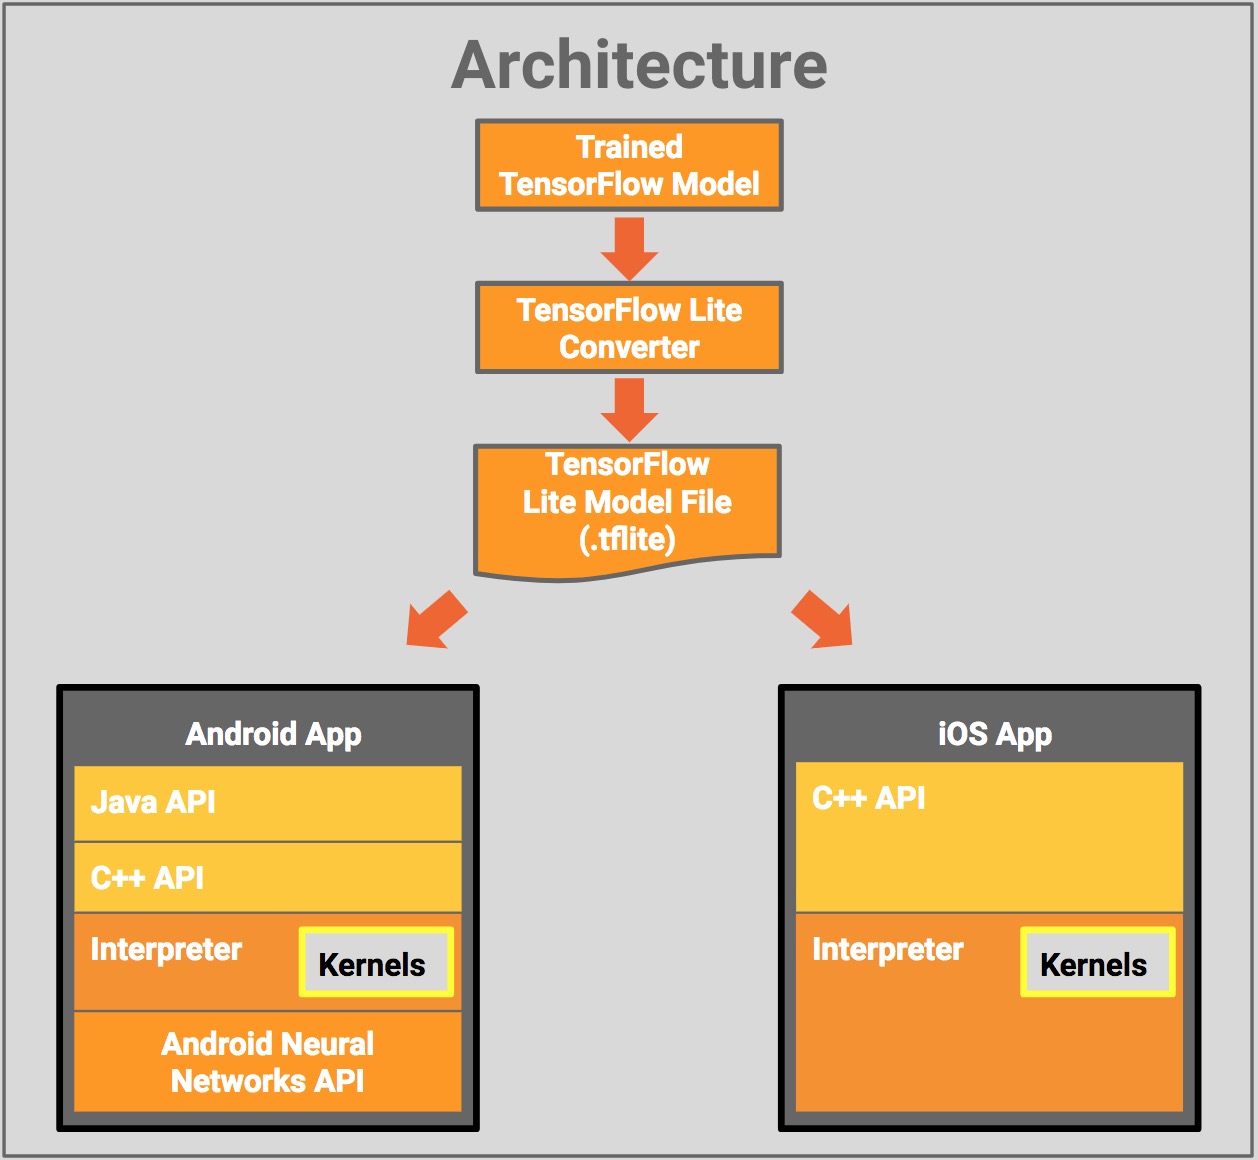 Architecture
Trained
TensorFlow Model
TensorFlow Lite
Converter
TensorFlow
Lite Model File
(.tflite)
Android App
Java API
C++ API
Interpreter
Kernels
Android Neural
Networks API
iOS App
C++ API
Interpreter
Kernels